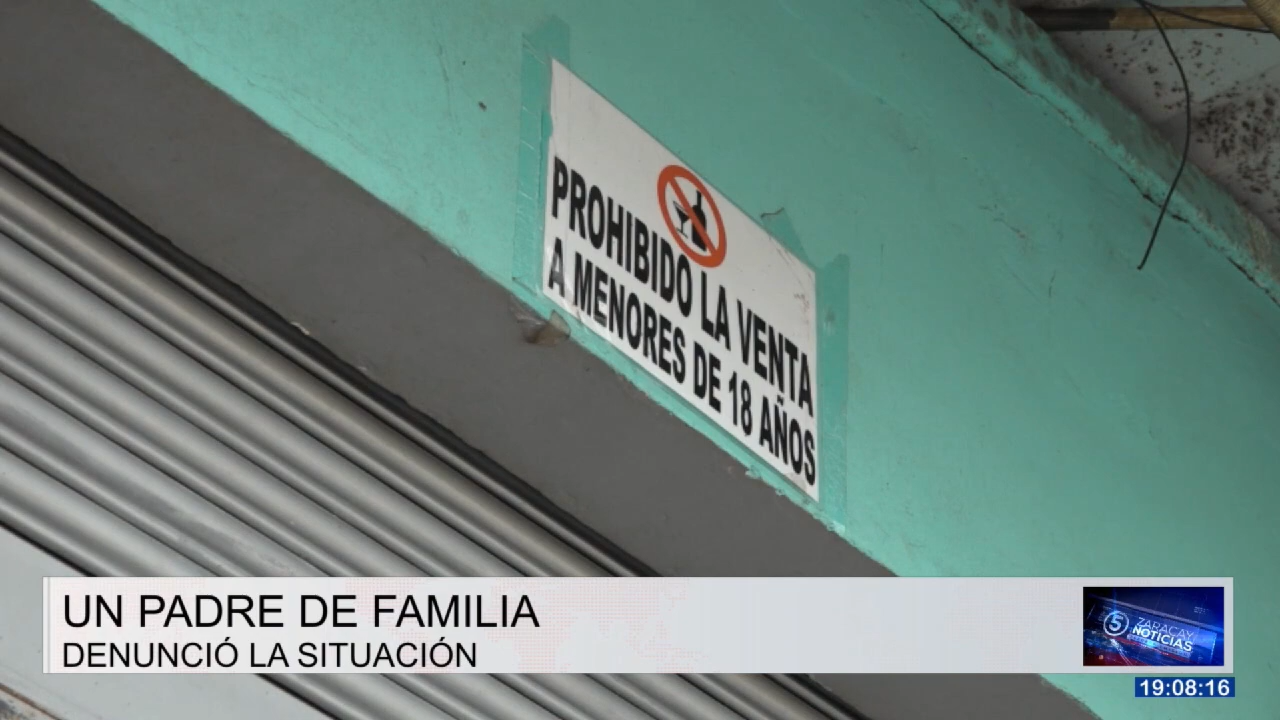 PROHIBIDO LA VENTA
A MENORES DE 18 AÑOS
UN PADRE DE FAMILIA
DENUNCIÓ LA SITUACIÓN
5 ZARACAY
NOTICIAS
19:08:16